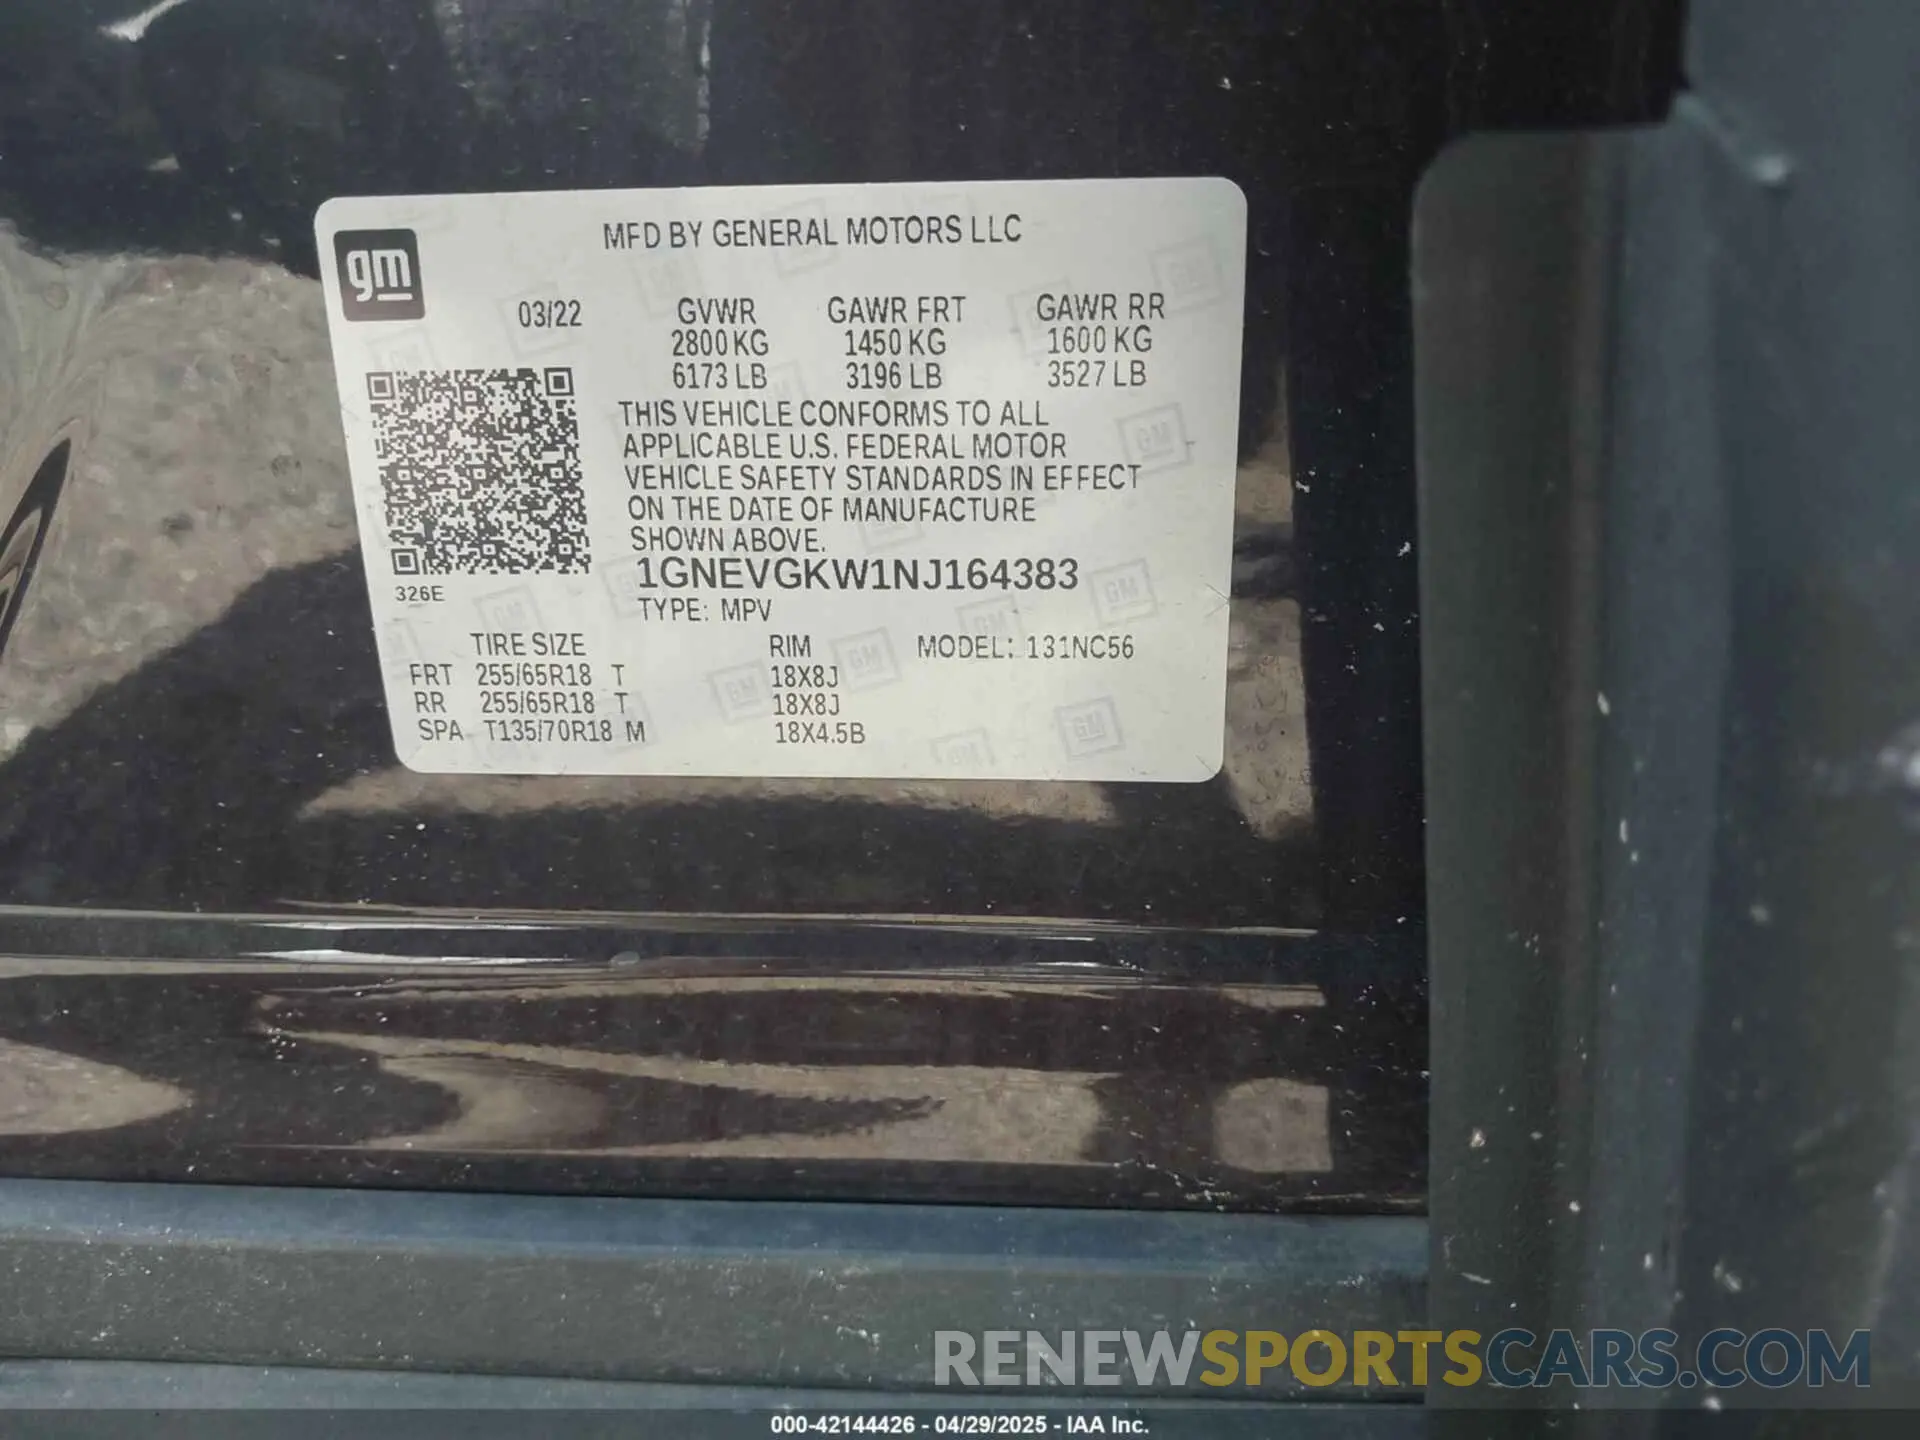 MFD BY GENERAL MOTORS LLC
gm
03/22 GVWR GAWR FRT GAWR RR
2800 KG 1450 KG 1600 KG
6173 LB 3196 LB 3527 LB
THIS VEHICLE CONFORMS TO ALL
APPLICABLE U.S. FEDERAL MOTOR
VEHICLE SAFETY STANDARDS IN EFFECT
ON THE DATE OF MANUFACTURE
SHOWN ABOVE.
1GNEVGKW1NJ164383
326E
TYPE: MPV
TIRE SIZE RIM MODEL: 131NC56
FRT 255/65R18 T 18X8J
RR 255/65R18 T 18X8J
SPA T135/70R18 M 18X4.5B
RENEWSPORTSCARS.COM
000-42144426 - 04/29/2025 - IAA Inc.